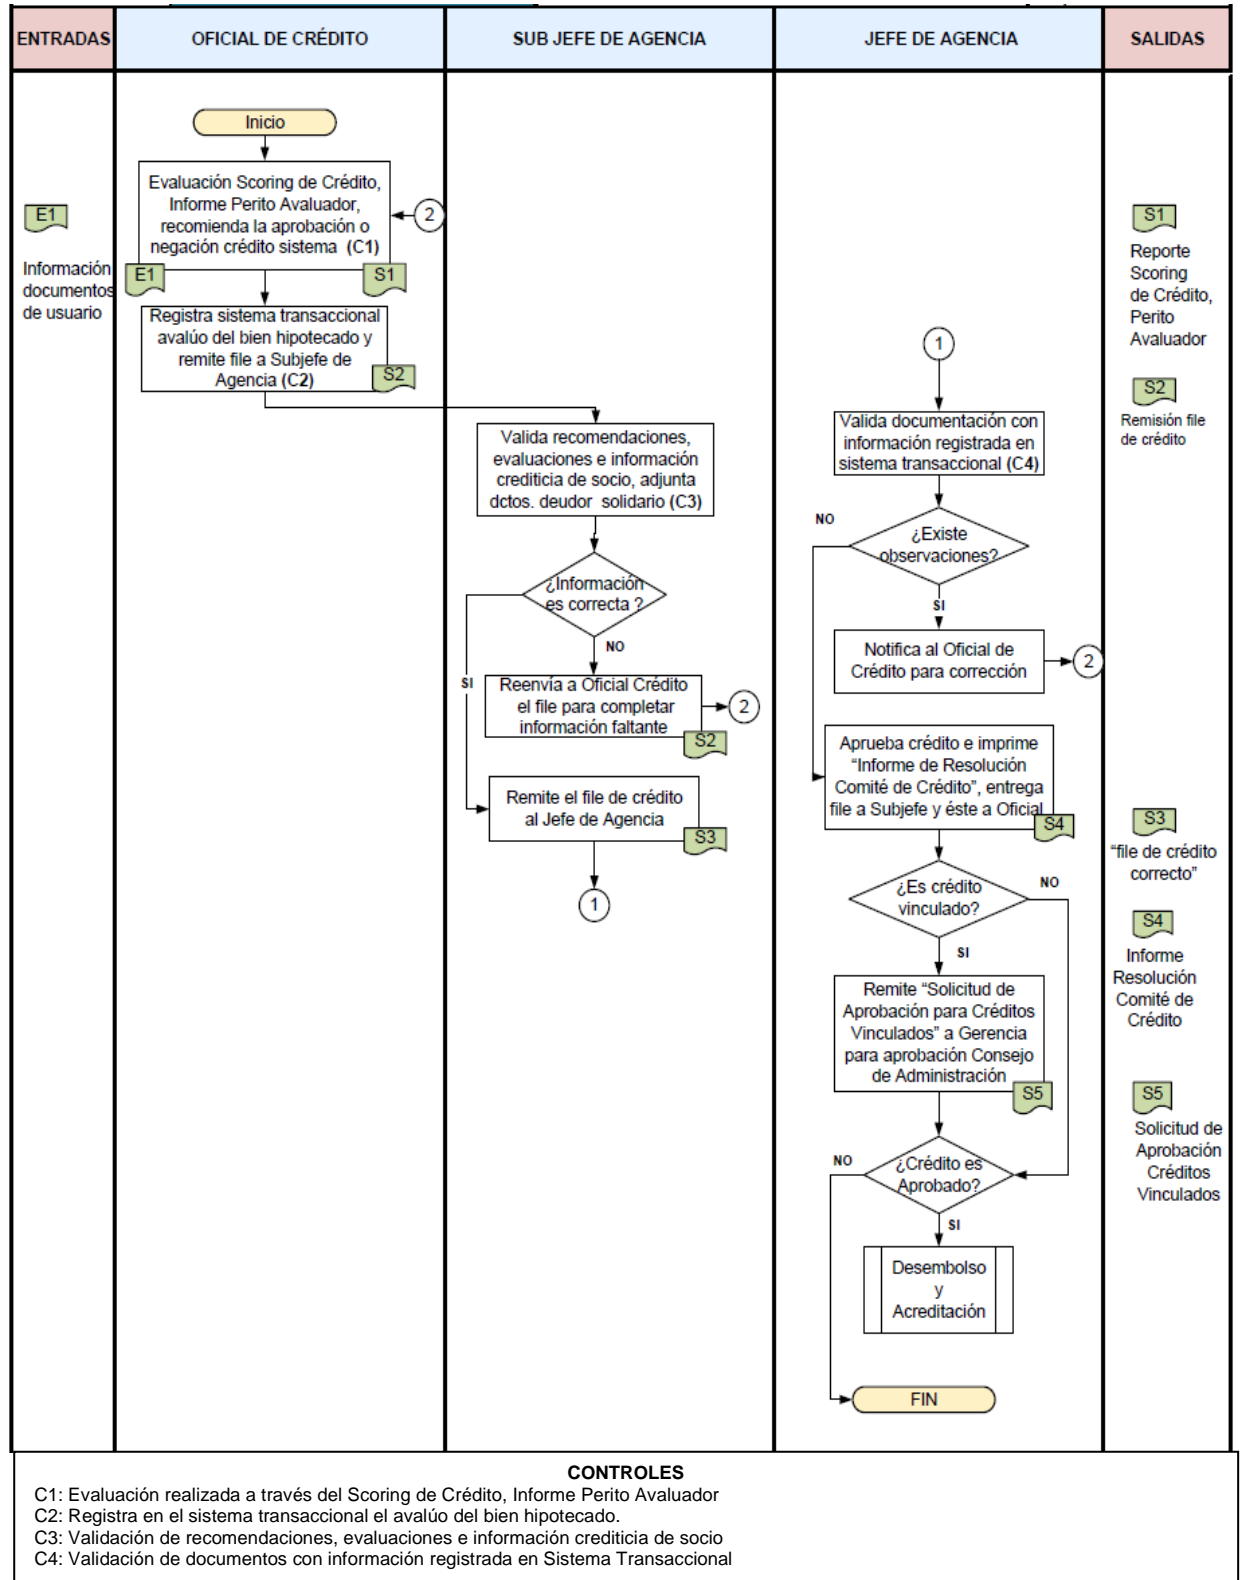 ENTRADAS
OFICIAL DE CRÉDITO
SUB JEFE DE AGENCIA
JEFE DE AGENCIA
SALIDAS
E1
Información
documentos
de usuario
Inicio
Evaluación Scoring de Crédito,
Informe Perito Avaluador,
recomienda la aprobación o
negación crédito sistema (C1)
2
E1
S1
Registra sistema transaccional
avalúo del bien hipotecado y
remite file a Subjefe de
Agencia (C2)
S2
Valida recomendaciones,
evaluaciones e información
crediticia de socio, adjunta
dctos. deudor solidario (C3)
¿Información
es correcta ?
NO
SI
Reenvía a Oficial Crédito
el file para completar
información faltante
2
S2
Remite el file de crédito
al Jefe de Agencia
S3
1
1
Valida documentación con
información registrada en
sistema transaccional (C4)
NO
¿Existe
observaciones?
SI
Notifica al Oficial de
Crédito para corrección
2
Aprueba crédito e imprime
“Informe de Resolución
Comité de Crédito”, entrega
file a Subjefe y éste a Oficial
S4
¿Es crédito
vinculado?
NO
SI
Remite “Solicitud de
Aprobación para Créditos
Vinculados” a Gerencia
para aprobación Consejo
de Administración
S5
NO
¿Crédito es
Aprobado?
SI
Desembolso
y
Acreditación
FIN
S1
Reporte
Scoring
de Crédito,
Perito
Avaluador
S2
Remisión file
de crédito
S3
“file de crédito
correcto”
S4
Informe
Resolución
Comité de
Crédito
S5
Solicitud de
Aprobación
Créditos
Vinculados
CONTROLES
C1: Evaluación realizada a través del Scoring de Crédito, Informe Perito Avaluador
C2: Registra en el sistema transaccional el avalúo del bien hipotecado.
C3: Validación de recomendaciones, evaluaciones e información crediticia de socio
C4: Validación de documentos con información registrada en Sistema Transaccional